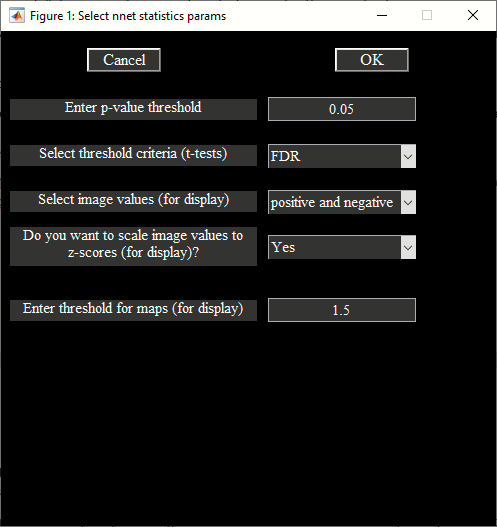 Figure 1: Select nnet statistics params
Cancel
OK
Enter p-value threshold
0.05
Select threshold criteria (t-tests)
FDR
Select image values (for display)
positive and negative
Do you want to scale image values to
z-scores (for display)?
Yes
Enter threshold for maps (for display)
1.5